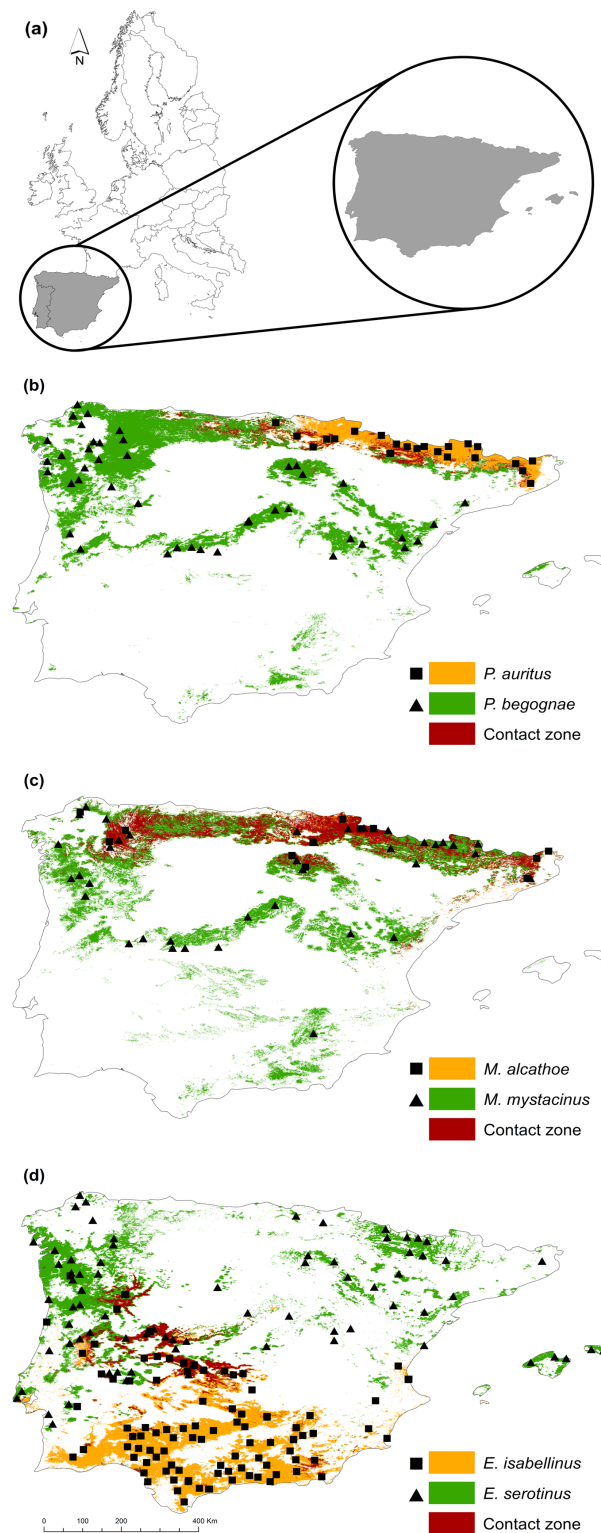 (a)
N
(b)
P. auritus
P. begognae
Contact zone
(c)
M. alcathoe
M. mystacinus
Contact zone
(d)
E. isabellinus
E. serotinus
Contact zone
0 100 200 400 Km